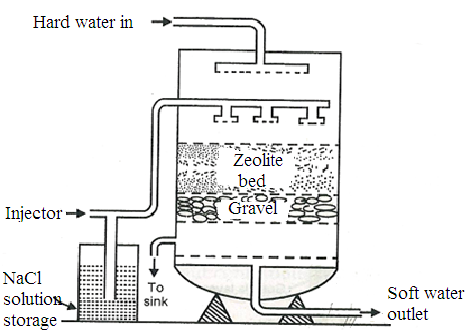 Hard water in
Zeolite
bed
Gravel
Injector
To
sink
NaCl
solution
storage
Soft water
outlet